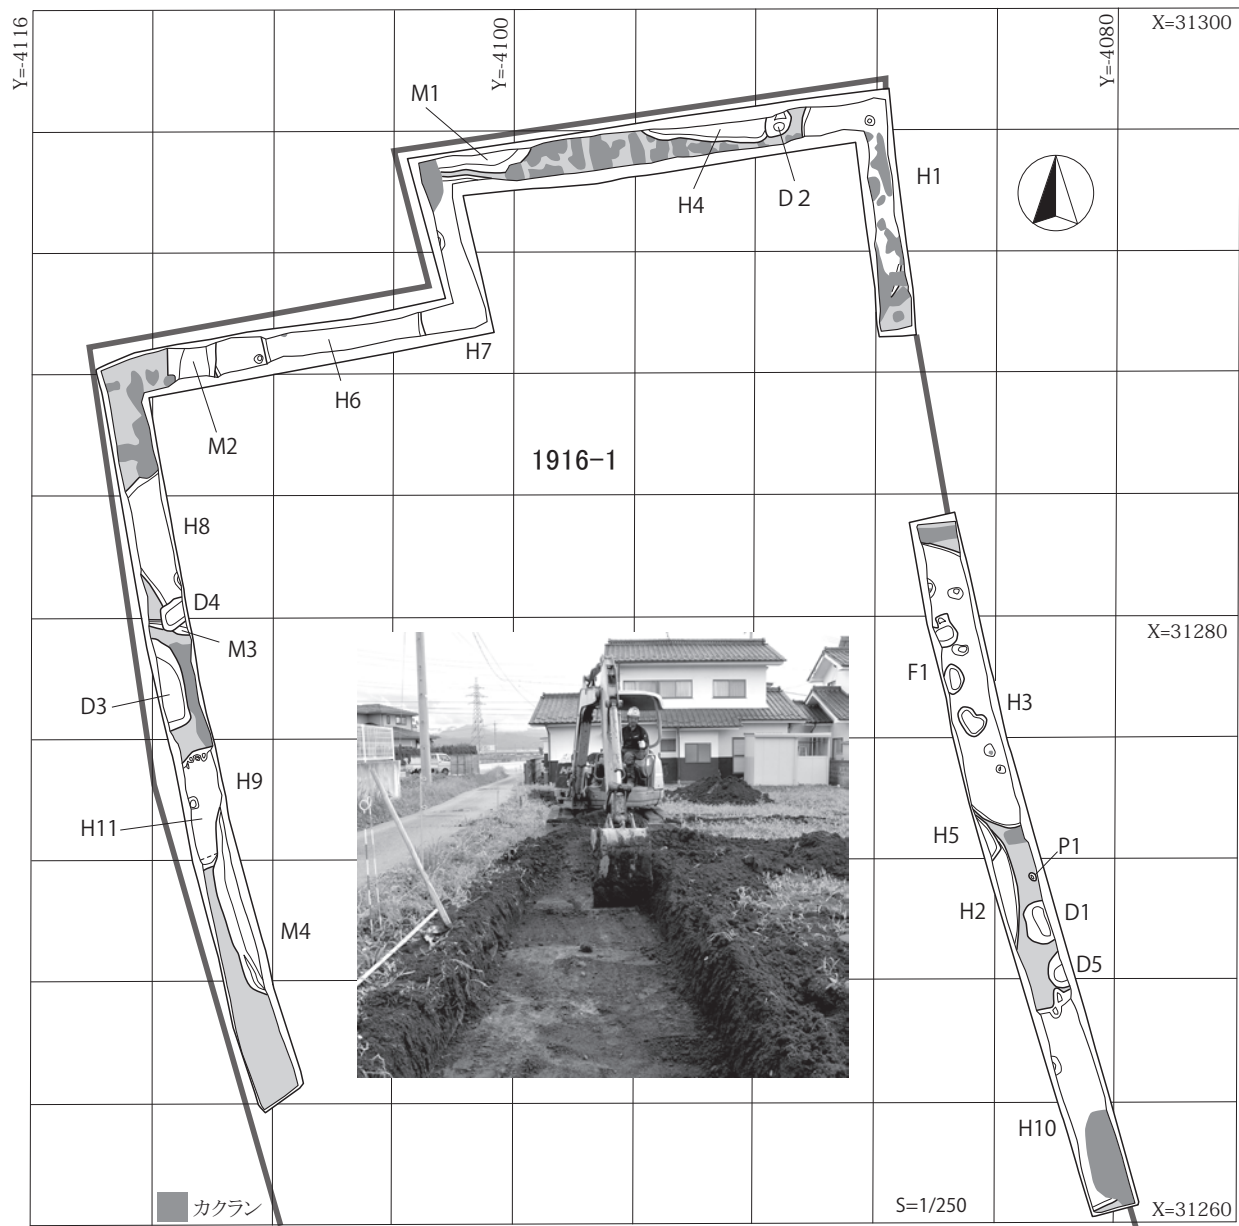 Y=-4116
Y=-4100
Y=-4080
X=31300
M1
H4
D 2
H1
H7
H6
M2
1916-1
H8
D4
M3
X=31280
F1
H3
D3
H9
H11
H5
P1
H2
D1
M4
D5
H10
カクラン
S=1/250
X=31260